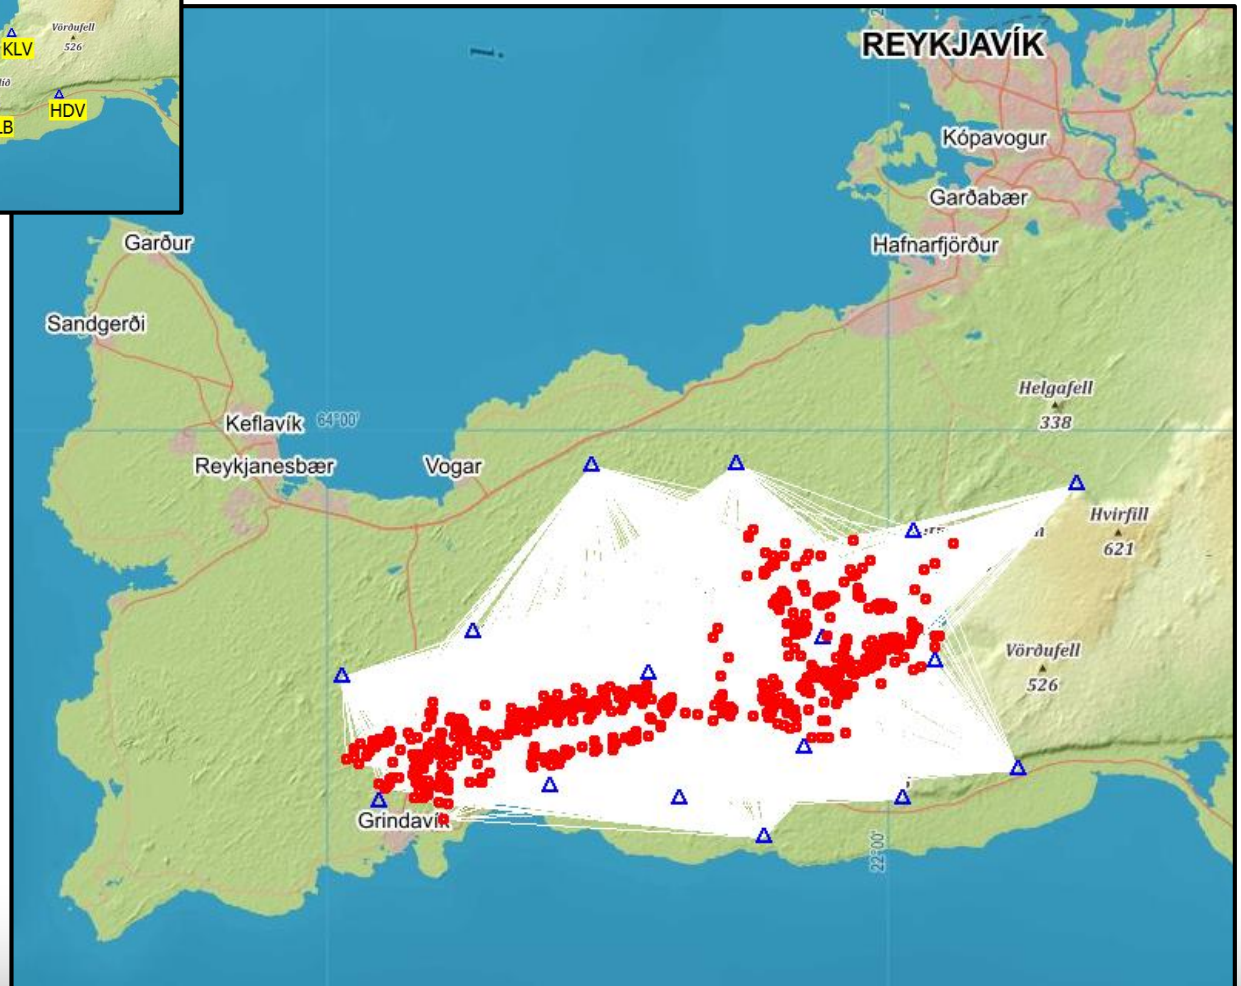 Vörðufell
526
KLV
HDV
LB
REYKJAVÍK
Kópavogur
Garðabær
Hafnarfjörður
Garður
Sandgerði
Helgafell
338
Keflavík
64°00'
Reykjanesbær
Vogar
Hvirfill
621
Vörðufell
526
Grindavík
22°00'